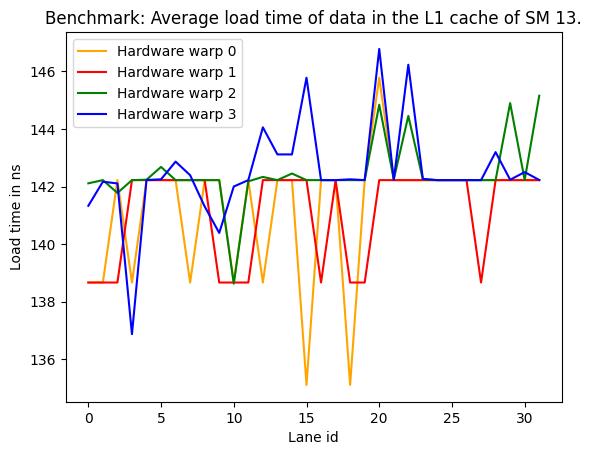 Benchmark: Average load time of data in the L1 cache of SM 13.
Hardware warp 0
Hardware warp 1
Hardware warp 2
Hardware warp 3
Load time in ns
146
144
142
140
138
136
0 5 10 15 20 25 30
Lane id